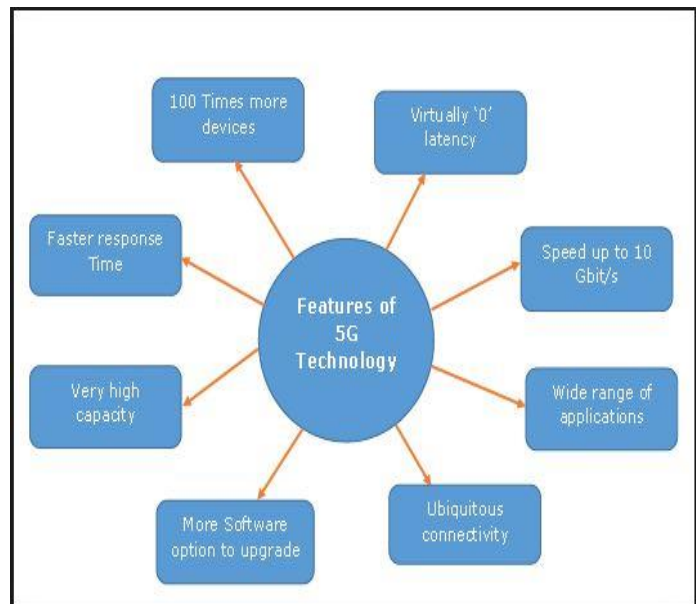 100 Times more
devices
Virtually ‘0’
latency
Faster response
Time
Speed up to 10
Gbit/s
Features of
5G
Technology
Very high
capacity
Wide range of
applications
More Software
option to upgrade
Ubiquitous
connectivity